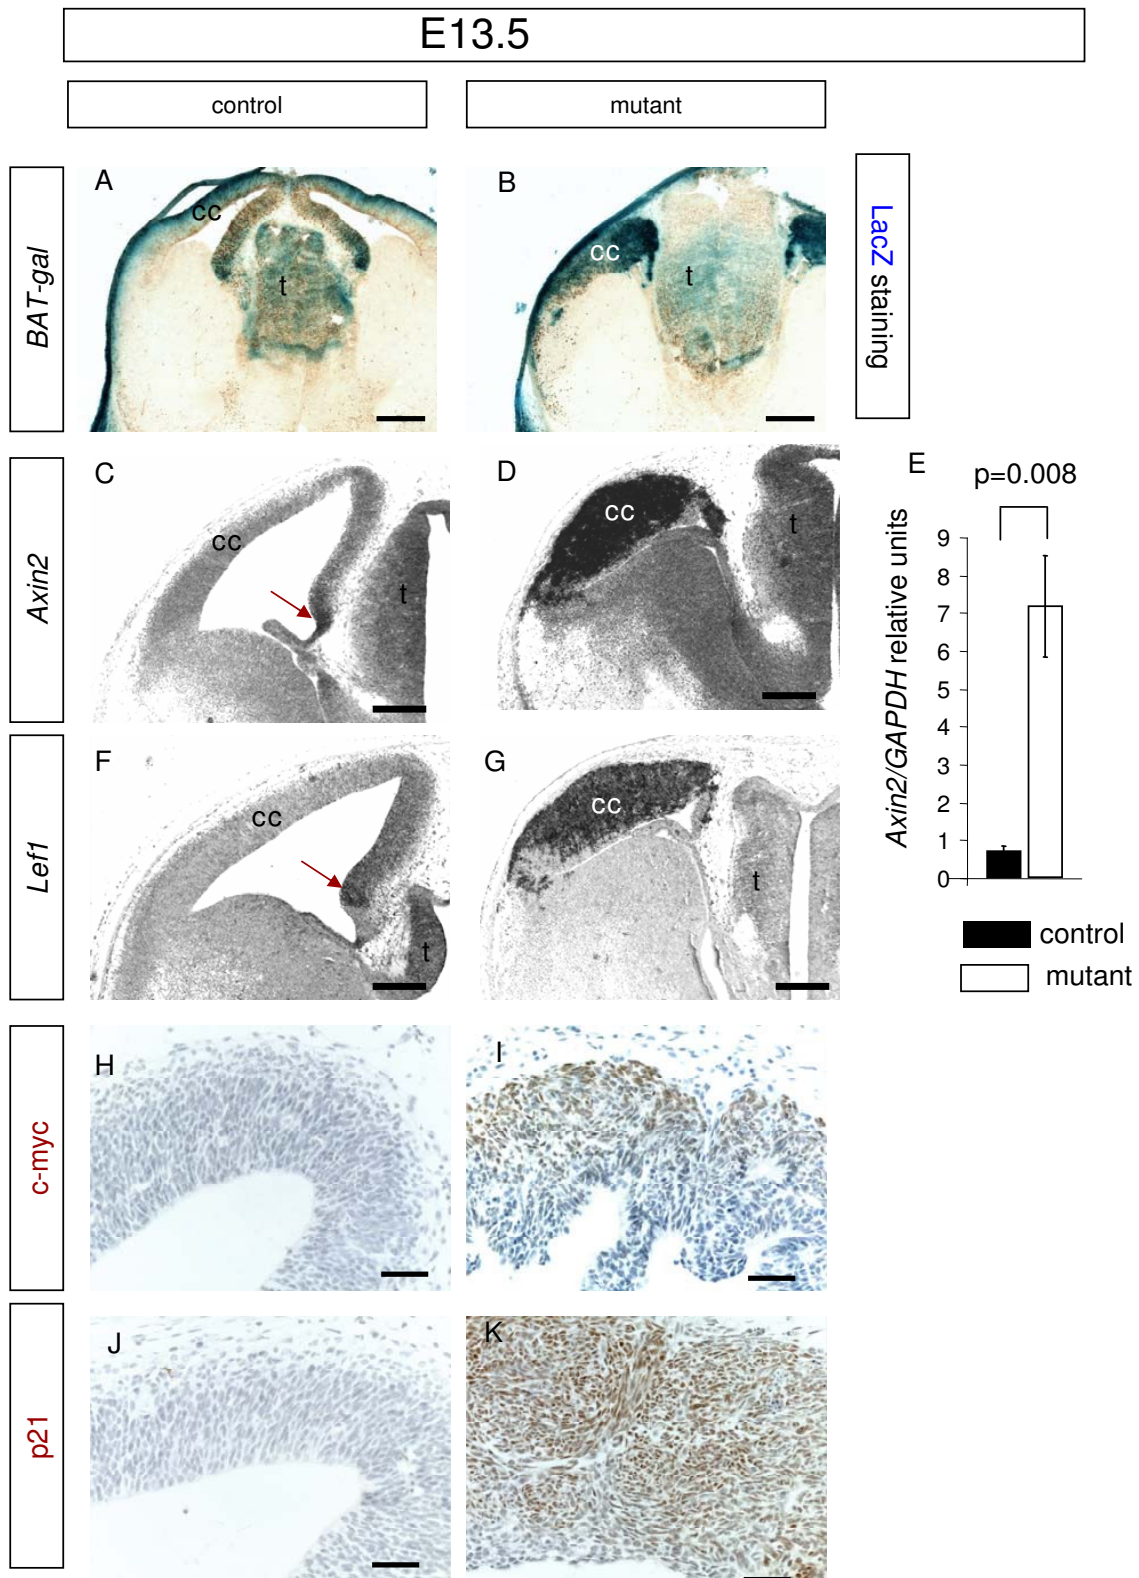 E13.5
control
mutant
BAT-gal
A
cc
t
B
cc
t
LacZ staining
Axin2
C
cc
t
D
cc
t
E
p=0.008
Axin2/GAPDH relative units
9
8
7
6
5
4
3
2
1
0
control
mutant
Lef1
F
cc
t
G
cc
t
c-myc
H
I
p21
J
K